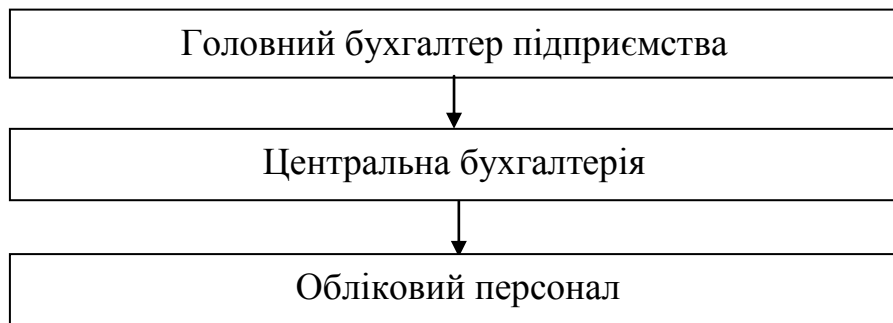 Головний бухгалтер підприємства
Центральна бухгалтерія
Обліковий персонал